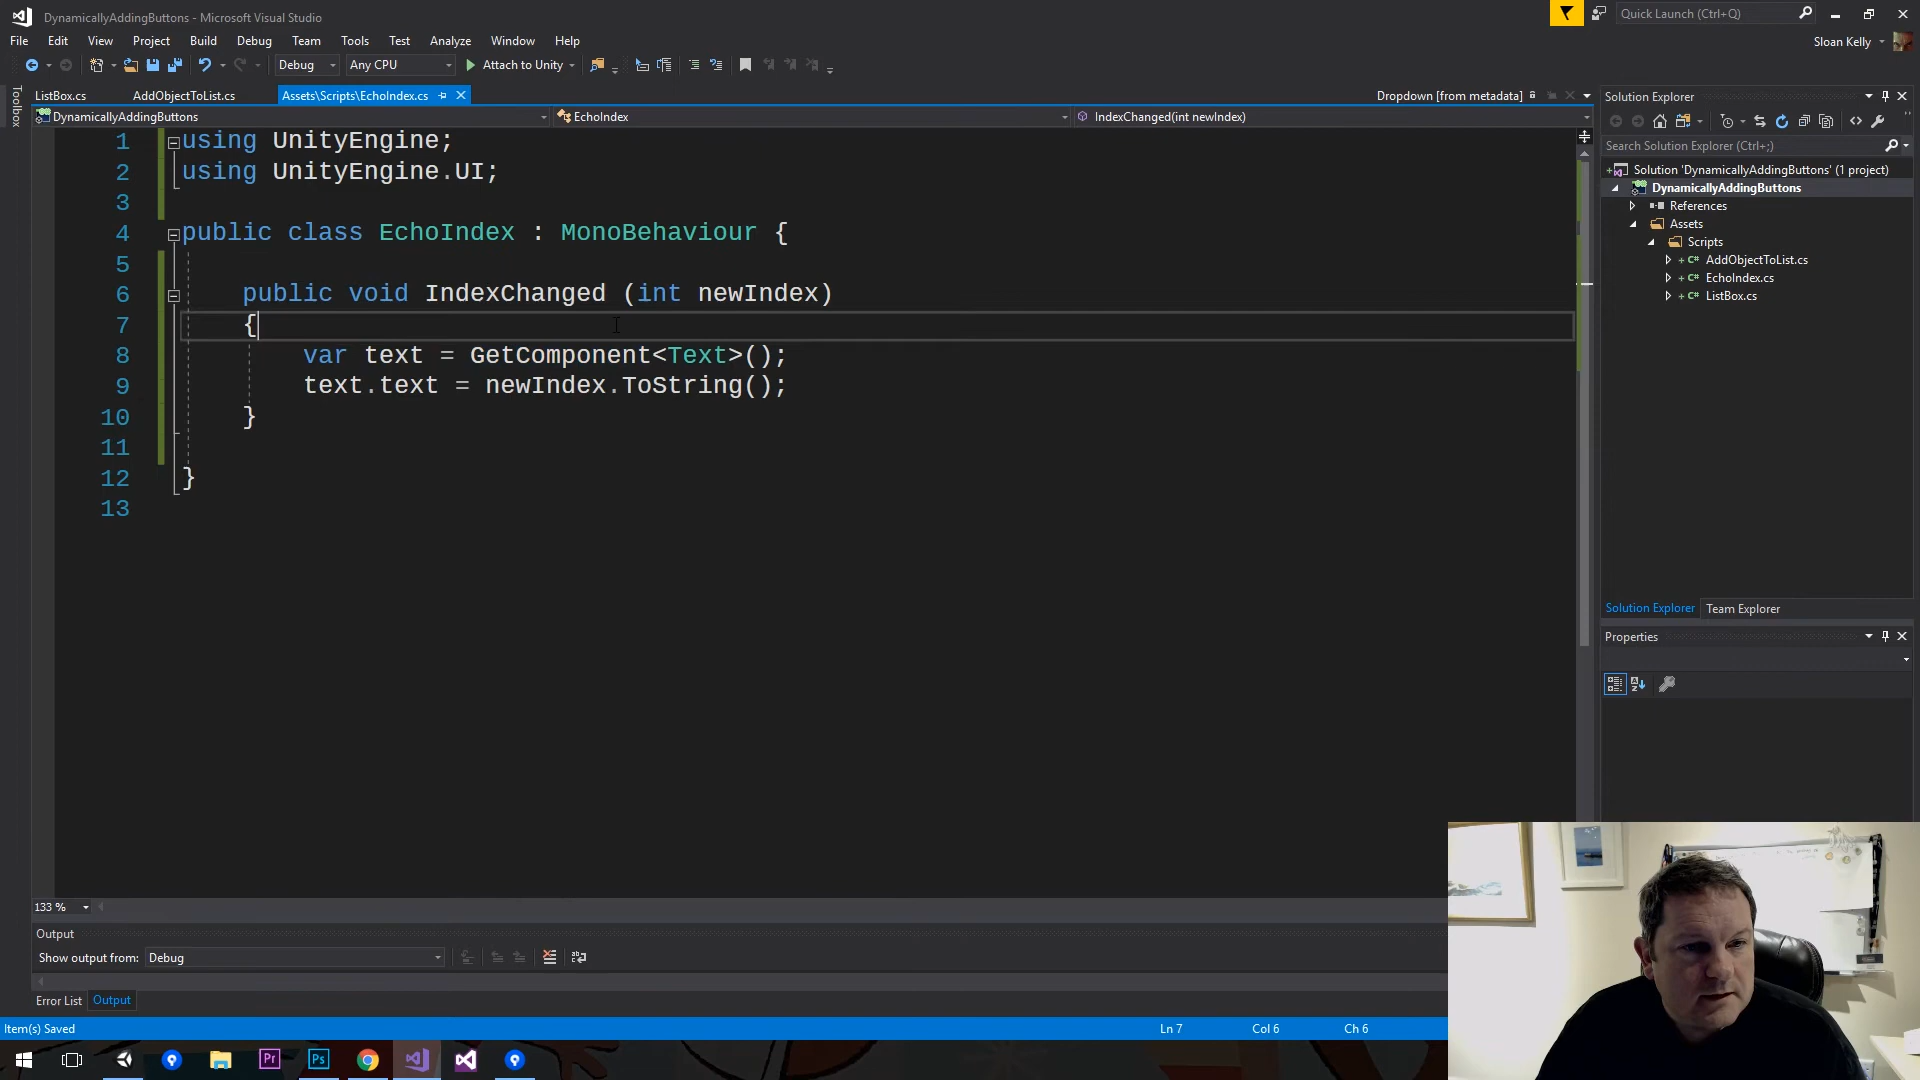 DynamicallyAddingButtons - Microsoft Visual Studio
Quick Launch (Ctrl+Q)
File Edit View Project Build Debug Team Tools Test Analyze Window Help
Sloan Kelly
Debug Any CPU Attach to Unity
Toolbox
ListBox.cs AddObjectToList.cs Assets\Scripts\EchoIndex.cs Dropdown [from metadata]
DynamicallyAddingButtons EchoIndex IndexChanged(int newIndex)
1 using UnityEngine;
2 using UnityEngine.UI;
3
4 public class EchoIndex : MonoBehaviour {
5
6 public void IndexChanged (int newIndex)
7 {
8 var text = GetComponent<Text>();
9 text.text = newIndex.ToString();
10 }
11
12 }
13
Solution Explorer
Search Solution Explorer (Ctrl+;)
Solution 'DynamicallyAddingButtons' (1 project)
DynamicallyAddingButtons
References
Assets
Scripts
AddObjectToList.cs
EchoIndex.cs
ListBox.cs
Solution Explorer Team Explorer
Properties
133 %
Output
Show output from: Debug
Error List Output
Item(s) Saved Ln 7 Col 6 Ch 6
Pr Ps